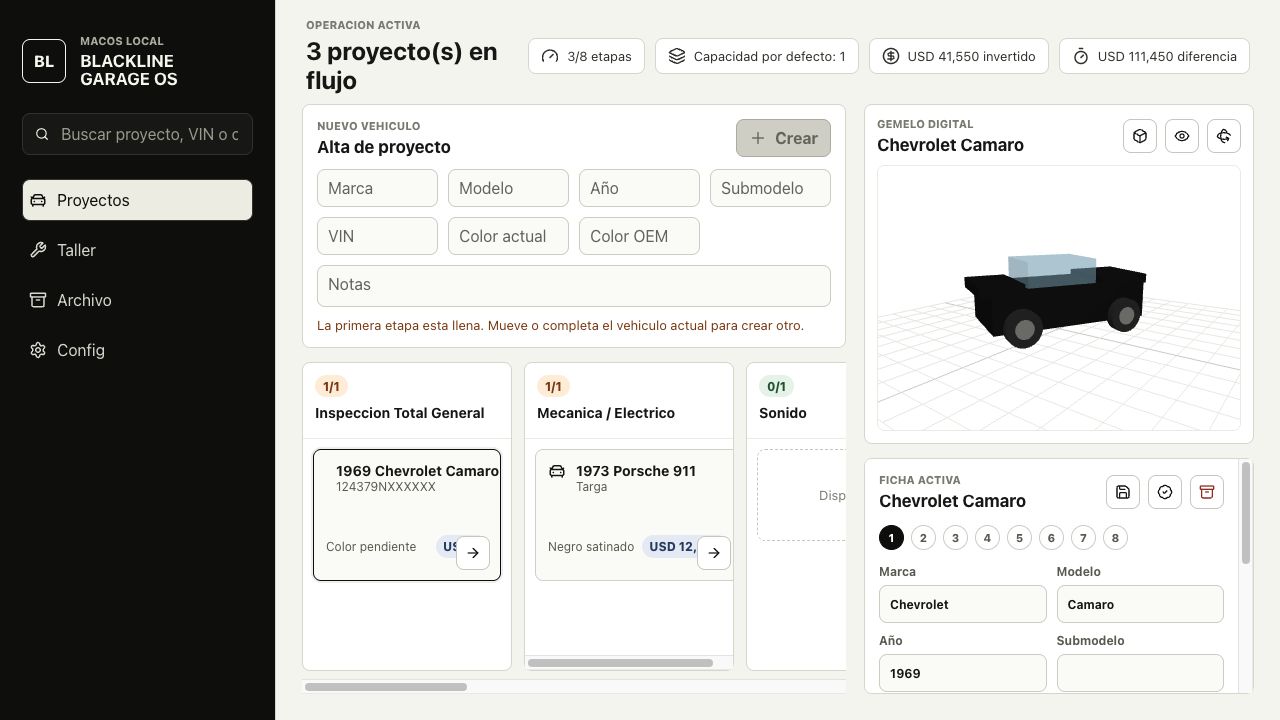 BL
MACOS LOCAL
BLACKLINE
GARAGE OS
Buscar proyecto, VIN o c
Proyectos
Taller
Archivo
Config
OPERACION ACTIVA
3 proyecto(s) en
flujo
3/8 etapas
Capacidad por defecto: 1
USD 41,550 invertido
USD 111,450 diferencia
NUEVO VEHICULO
Alta de proyecto
Crear
Marca
Modelo
Año
Submodelo
VIN
Color actual
Color OEM
Notas
La primera etapa esta llena. Mueve o completa el vehiculo actual para crear otro.
1/1
Inspeccion Total General
1969 Chevrolet Camaro
124379NXXXXXX
Color pendiente
US
1/1
Mecanica / Electrico
1973 Porsche 911
Targa
Negro satinado
USD 12,
0/1
Sonido
Disp
GEMELO DIGITAL
Chevrolet Camaro
FICHA ACTIVA
Chevrolet Camaro
1 2 3 4 5 6 7 8
Marca
Modelo
Chevrolet
Camaro
Año
Submodelo
1969